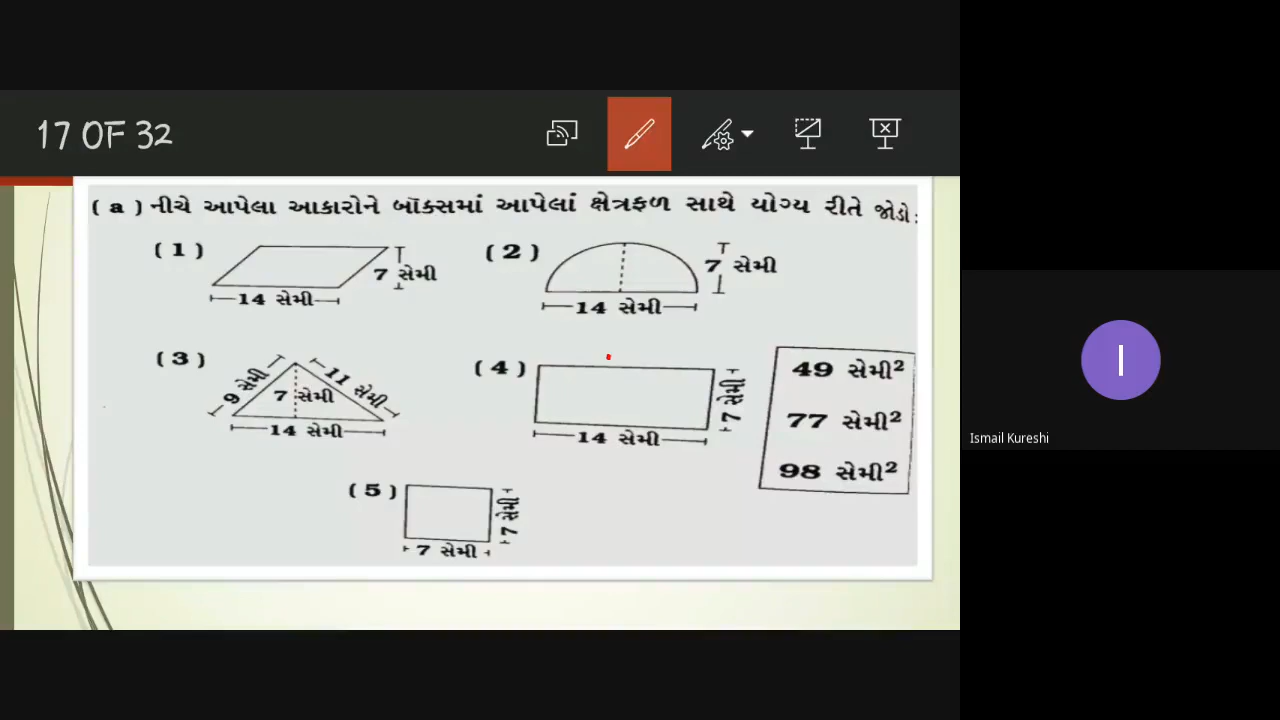 17 OF 32
( a ) નીચે આપેલા આકારોને બૉક્સમાં આપેલાં ક્ષેત્રફળ સાથે યોગ્ય રીતે જોડો :
( 1 )
7 સેમી
14 સેમી
( 2 )
7 સેમી
14 સેમી
( 3 )
9 સેમી
11 સેમી
7 સેમી
14 સેમી
( 4 )
7 સેમી
14 સેમી
49 સેમી²
77 સેમી²
98 સેમી²
( 5 )
7 સેમી
7 સેમી
I
Ismail Kureshi